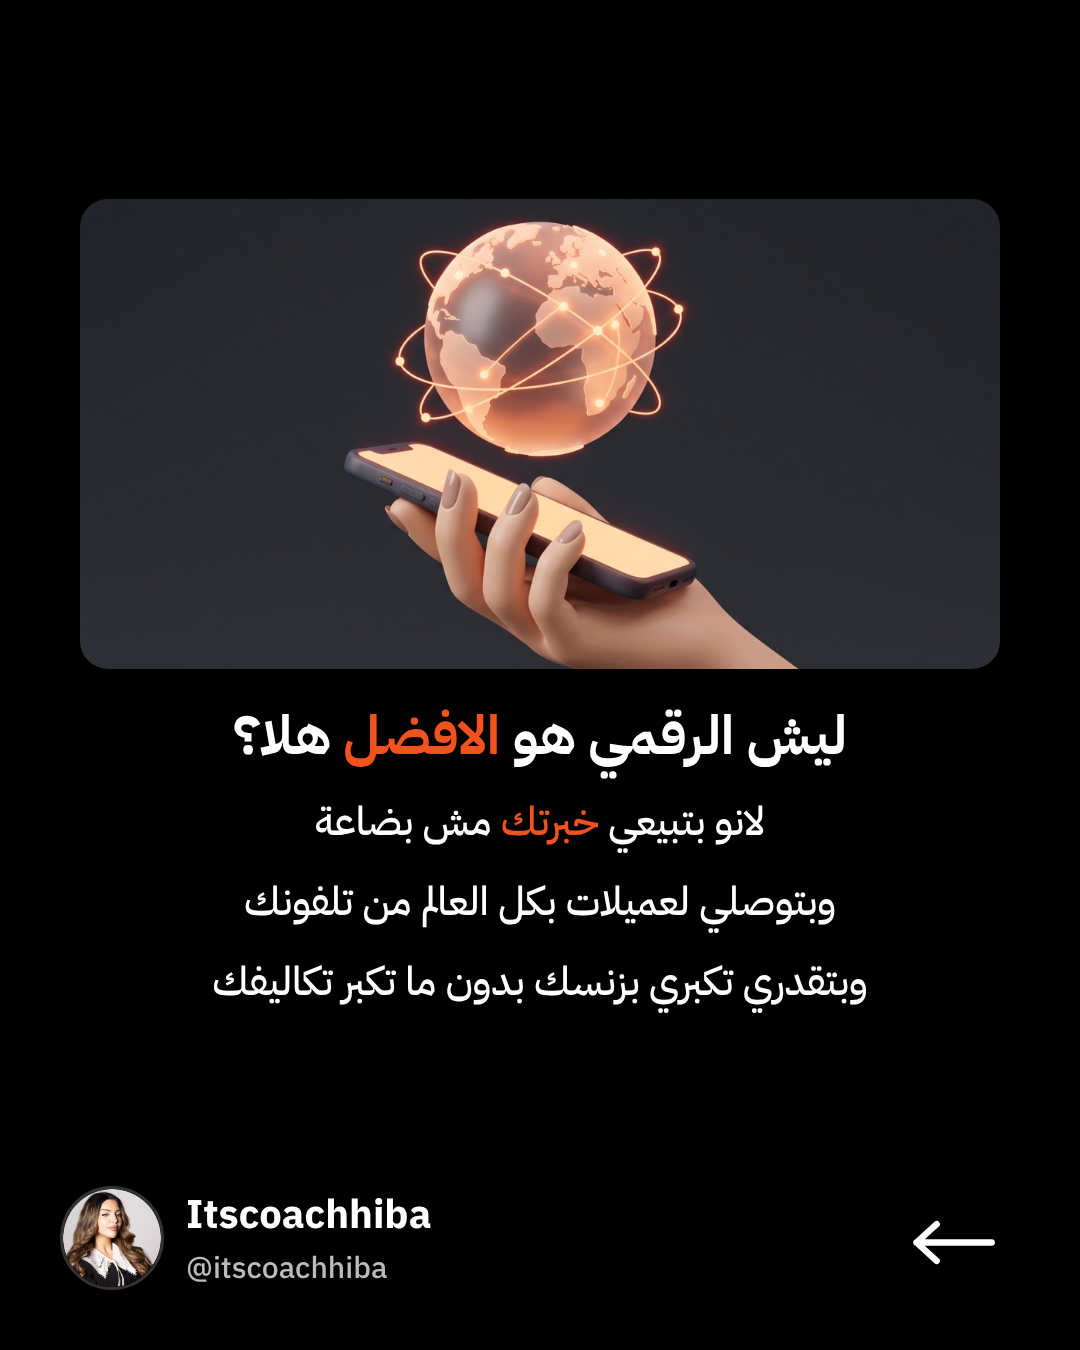 ليش الرقمي هو الافضل هلا؟
لانو بتبيعي خبرتك مش بضاعة
وبتوصلي لعميلات بكل العالم من تلفونك
وبتقدري تكبري بزنسك بدون ما تكبر تكاليفك
Itscoachhiba
@itscoachhiba